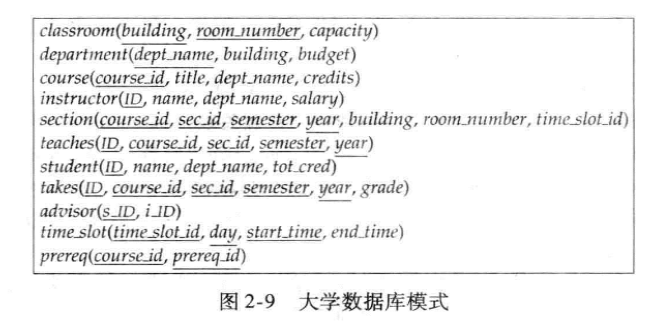 classroom(building, room_number, capacity)
department(dept_name, building, budget)
course(course_id, title, dept_name, credits)
instructor(ID, name, dept_name, salary)
section(course_id, sec_id, semester, year, building, room_number, time_slot_id)
teaches(ID, course_id, sec_id, semester, year)
student(ID, name, dept_name, tot_cred)
takes(ID, course_id, sec_id, semester, year, grade)
advisor(s_ID, i_ID)
time_slot(time_slot_id, day, start_time, end_time)
prereq(course_id, prereq_id)
图 2-9 大学数据库模式